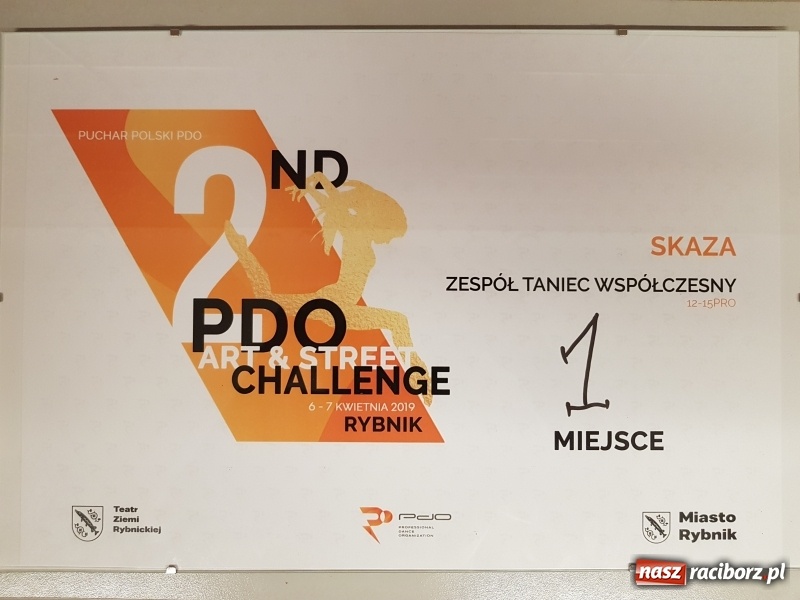 PUCHAR POLSKI PDO
2ND
PDO
ART & STREET
CHALLENGE
6 - 7 KWIETNIA 2019
RYBNIK
SKAZA
ZESPÓŁ TANIEC WSPÓŁCZESNY
12-15PRO
1
MIEJSCE
Teatr
Ziemi
Rybnickiej
PDO
PROFESSIONAL
DANCE
ORGANIZATION
Miasto
Rybnik
nasz raciborz.pl